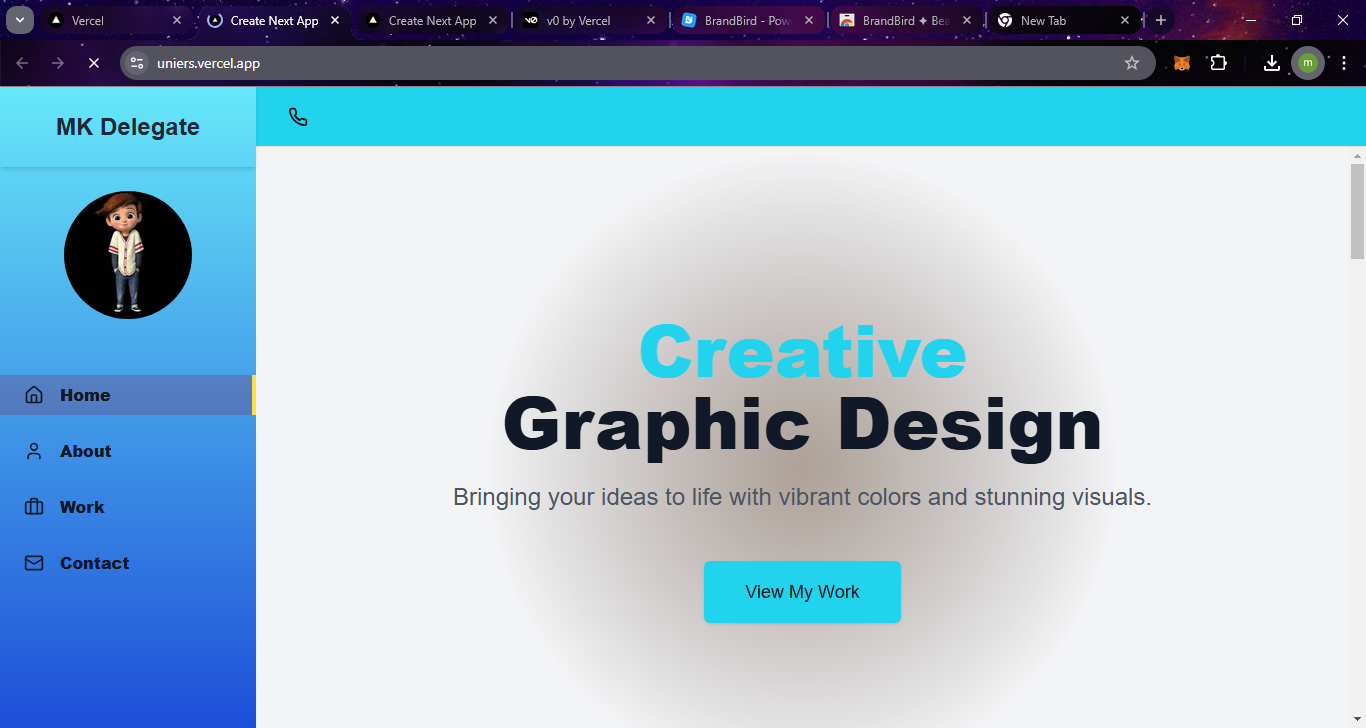 Vercel
Create Next App
Create Next App
v0 v0 by Vercel
BrandBird - Pow
BrandBird ✦ Bea
New Tab
uniers.vercel.app
m
MK Delegate
Home
About
Work
Contact
Creative
Graphic Design
Bringing your ideas to life with vibrant colors and stunning visuals.
View My Work